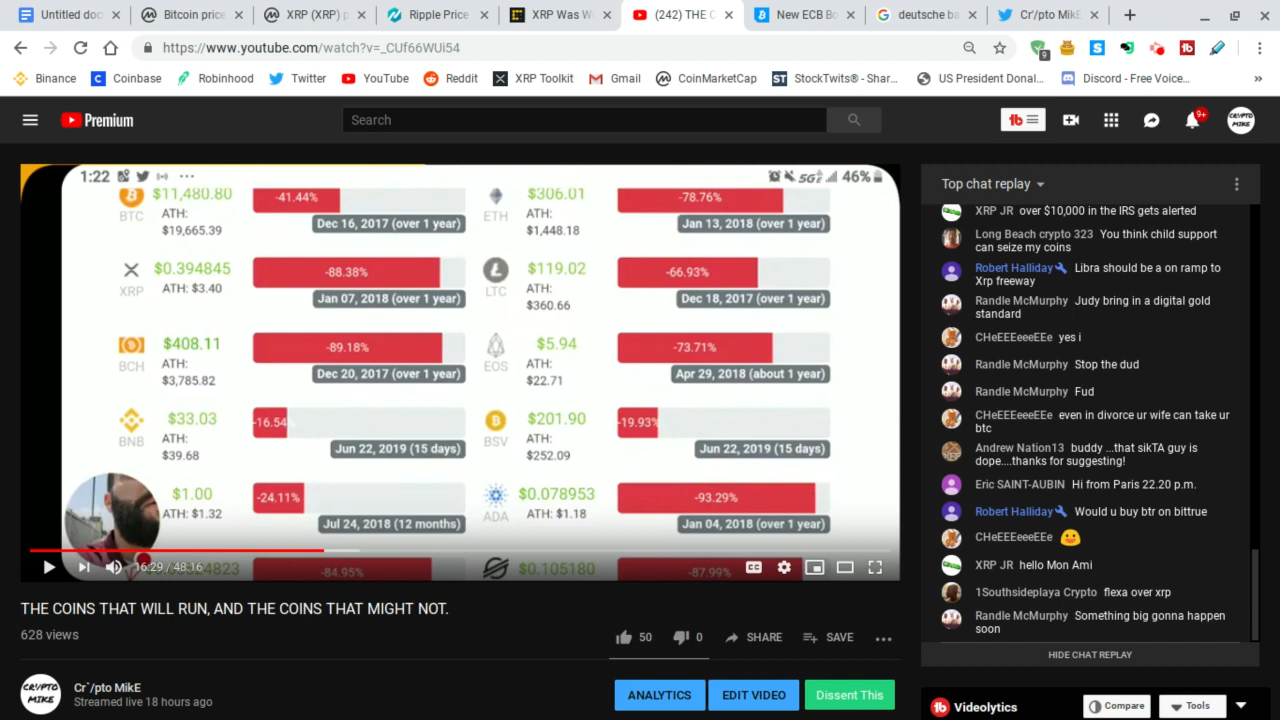 Untitled doc
Bitcoin price
XRP (XRP) p
Ripple Price
XRP Was W
(242) THE C
New ECB Bo
deutsche ba
Cr'/pto MikE
https://www.youtube.com/watch?v=_CUf66WUi54
9
Binance
Coinbase
Robinhood
Twitter
YouTube
Reddit
XRP Toolkit
Gmail
CoinMarketCap
ST StockTwits® - Shar...
US President Donal...
Discord - Free Voice...
»
Premium
Search
9+
CRYPTO
MIKE
1:22
46%
BTC
$11,480.80
ATH:
$19,665.39
-41.44%
Dec 16, 2017 (over 1 year)
ETH
$306.01
ATH:
$1,448.18
-78.76%
Jan 13, 2018 (over 1 year)
XRP
$0.394845
ATH: $3.40
-88.38%
Jan 07, 2018 (over 1 year)
LTC
$119.02
ATH:
$360.66
-66.93%
Dec 18, 2017 (over 1 year)
BCH
$408.11
ATH:
$3,785.82
-89.18%
Dec 20, 2017 (over 1 year)
EOS
$5.94
ATH:
$22.71
-73.71%
Apr 29, 2018 (about 1 year)
BNB
$33.03
ATH:
$39.68
-16.54
Jun 22, 2019 (15 days)
BSV
$201.90
ATH:
$252.09
-19.93%
Jun 22, 2019 (15 days)
$1.00
ATH: $1.32
-24.11%
Jul 24, 2018 (12 months)
ADA
$0.078953
ATH: $1.18
-93.29%
Jan 04, 2018 (over 1 year)
-84.95%
$0.105180
-87.99%
16:29 / 48:16
CC
THE COINS THAT WILL RUN, AND THE COINS THAT MIGHT NOT.
628 views
50
0
SHARE
SAVE
CRYPTO
MIKE
Cr`/pto MikE
Streamed live 18 hours ago
ANALYTICS
EDIT VIDEO
Dissent This
Top chat replay
XRP JR over $10,000 in the IRS gets alerted
Long Beach crypto 323 You think child support
can seize my coins
Robert Halliday Libra should be a on ramp to
Xrp freeway
Randle McMurphy Judy bring in a digital gold
standard
CHeEEEeeEEe yes i
Randle McMurphy Stop the dud
Randle McMurphy Fud
CHeEEEeeEEe even in divorce ur wife can take ur
btc
Andrew Nation13 buddy ...that sikTA guy is
dope....thanks for suggesting!
Eric SAINT-AUBIN Hi from Paris 22.20 p.m.
Robert Halliday Would u buy btr on bittrue
CHeEEEeeEEe
XRP JR hello Mon Ami
1Southsideplaya Crypto flexa over xrp
Randle McMurphy Something big gonna happen
soon
HIDE CHAT REPLAY
Videolytics
Compare
Tools